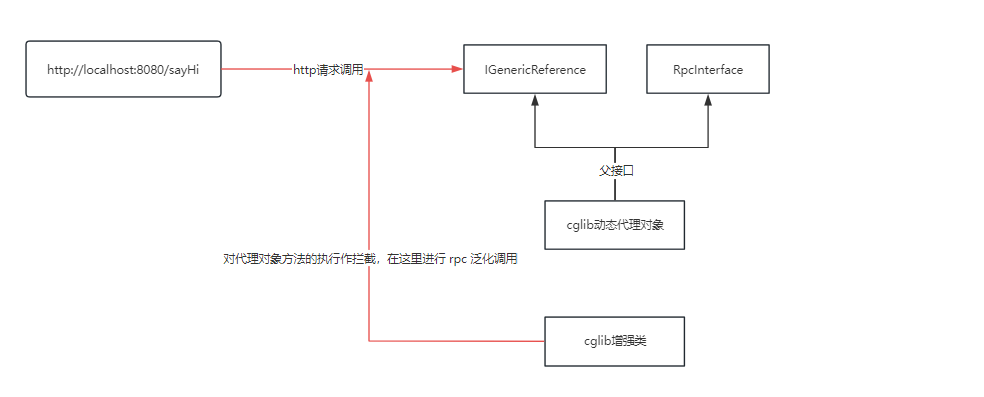 http://localhost:8080/sayHi
http请求调用
IGenericReference
RpcInterface
父接口
cglib动态代理对象
对代理对象方法的执行作拦截，在这里进行 rpc 泛化调用
cglib增强类